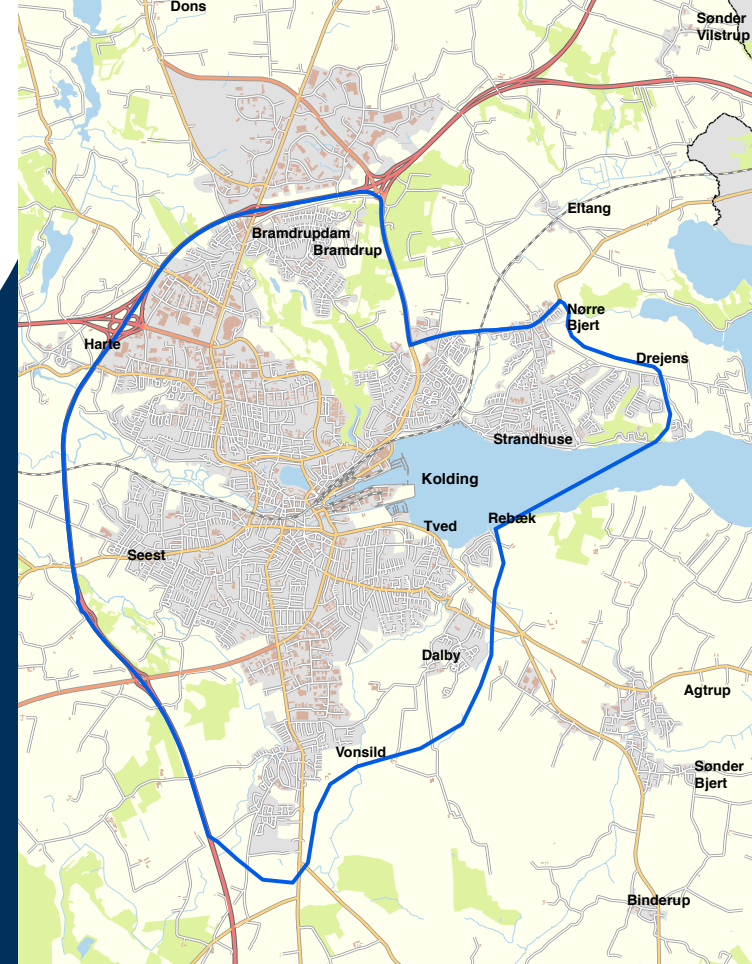 Dons
Sønder
Vilstrup
Eltang
Bramdrupdam
Bramdrup
Nørre
Bjert
Harte
Drejens
Strandhuse
Kolding
Rebæk
Tved
Seest
Dalby
Agtrup
Vonsild
Sønder
Bjert
Binderup